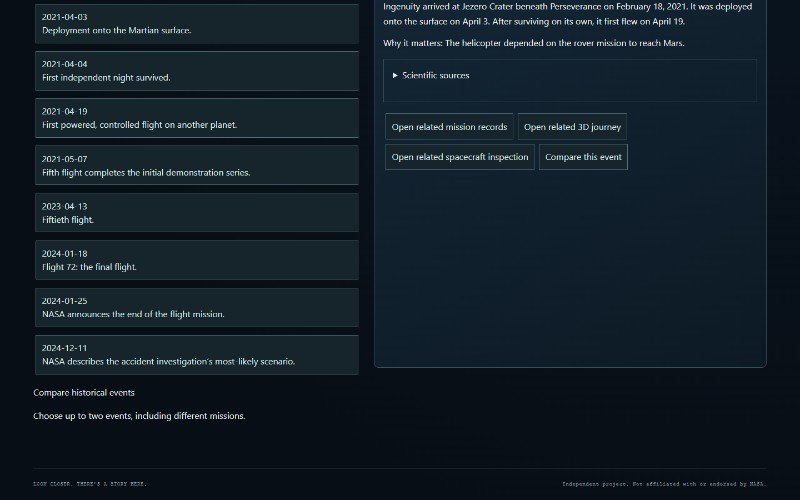 2021-04-03
Deployment onto the Martian surface.
2021-04-04
First independent night survived.
2021-04-19
First powered, controlled flight on another planet.
2021-05-07
Fifth flight completes the initial demonstration series.
2023-04-13
Fiftieth flight.
2024-01-18
Flight 72: the final flight.
2024-01-25
NASA announces the end of the flight mission.
2024-12-11
NASA describes the accident investigation's most-likely scenario.
Compare historical events
Choose up to two events, including different missions.
Ingenuity arrived at Jezero Crater beneath Perseverance on February 18, 2021. It was deployed
onto the surface on April 3. After surviving on its own, it first flew on April 19.
Why it matters: The helicopter depended on the rover mission to reach Mars.
▶ Scientific sources
Open related mission records
Open related 3D journey
Open related spacecraft inspection
Compare this event
LOOK CLOSER. THERE'S A STORY HERE.
Independent project. Not affiliated with or endorsed by NASA.